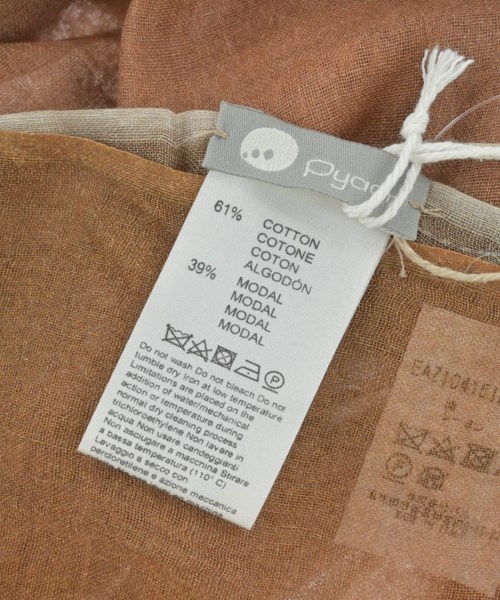 61% COTTON
COTONE
COTON
ALGODÓN
39% MODAL
MODAL
MODAL
MODAL
Do not wash Do not bleach Do not
tumble dry Iron at low temperature
Limitations are placed on the
addition of water/mechanical
action or temperature during
normal dry cleaning process
trichloroethylene Non lavare in
acqua Non usare candeggianti
Non asciugare a macchina Stirare
a bassa temperatura (110° C)
Lavaggio a secco con
percloroetilene e azione meccanica